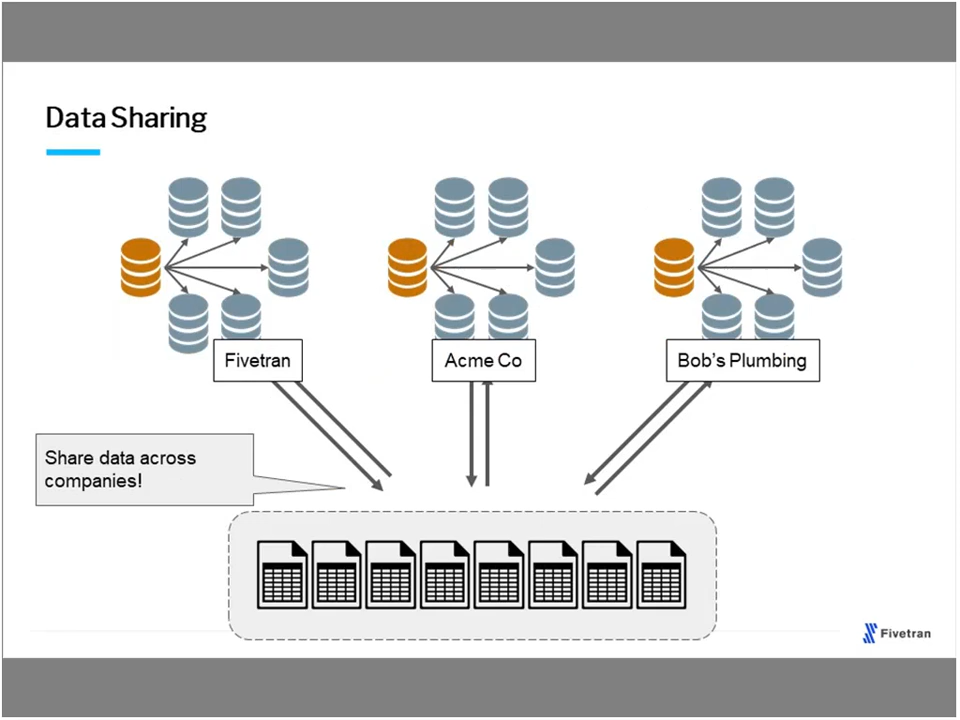 Data Sharing
Fivetran
Acme Co
Bob's Plumbing
Share data across
companies!
Fivetran